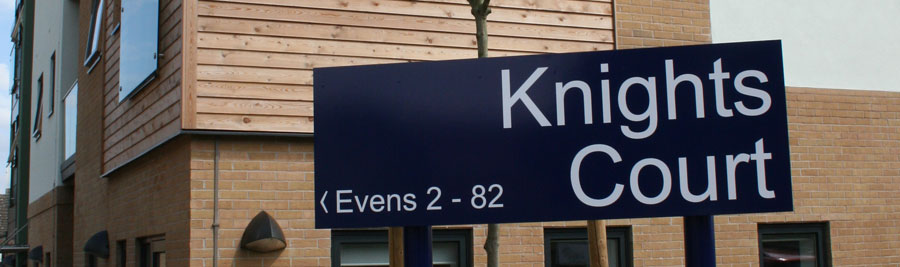 Knights
Court
‹ Evens 2 - 82